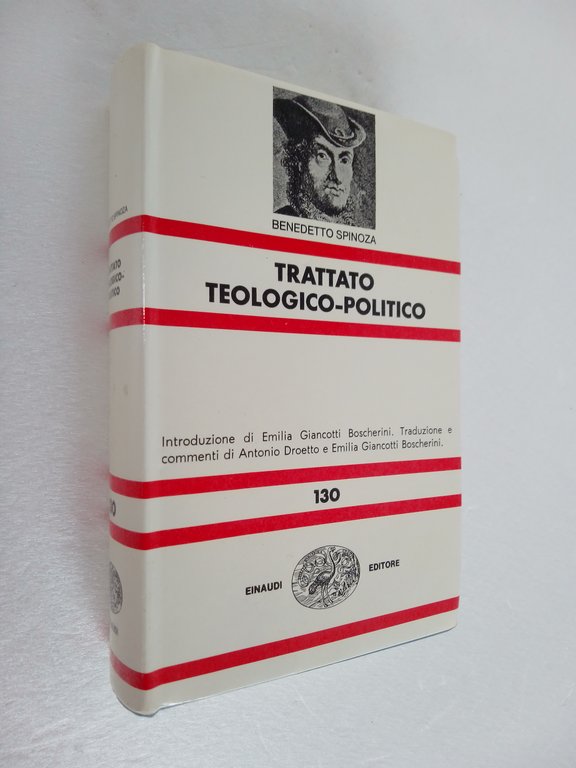 BENEDETTO SPINOZA
TRATTATO
TEOLOGICO-POLITICO
Introduzione di Emilia Giancotti Boscherini. Traduzione e
commenti di Antonio Droetto e Emilia Giancotti Boscherini.
130
EINAUDI EDITORE
SPINOZA